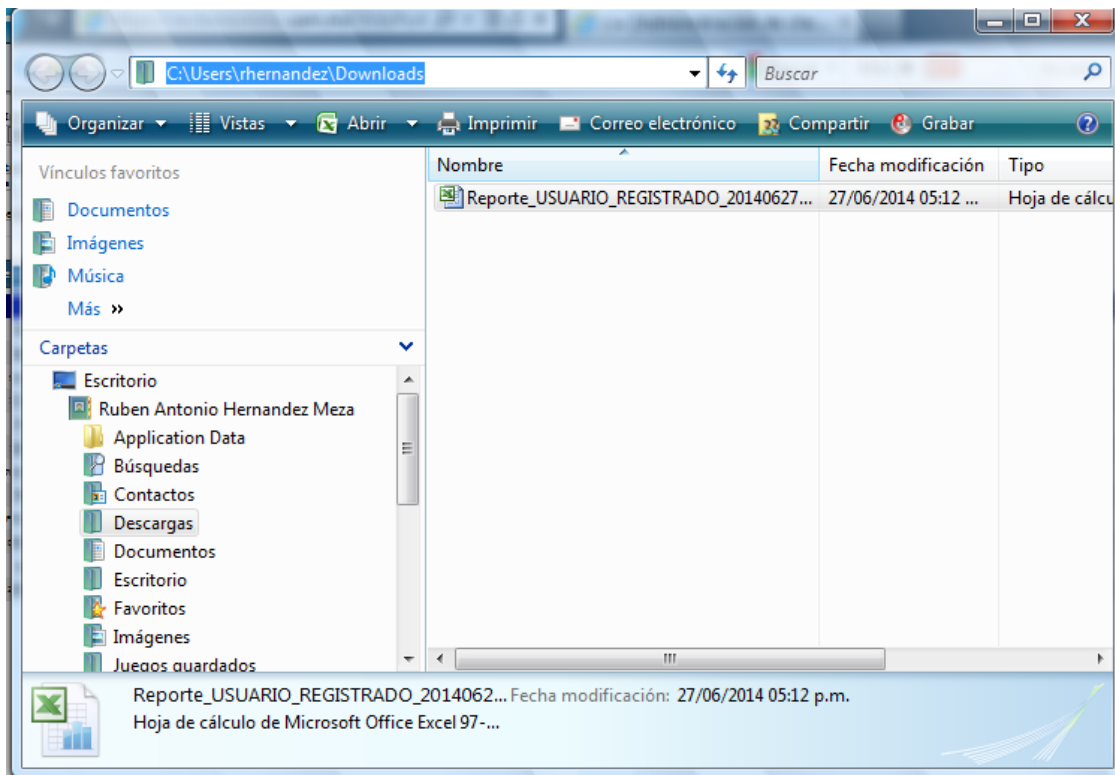 C:\Users\rhernandez\Downloads
Buscar
Organizar Vistas Abrir Imprimir Correo electrónico Compartir Grabar
Vínculos favoritos
Documentos
Imágenes
Música
Más »
Carpetas
Escritorio
Ruben Antonio Hernandez Meza
Application Data
Búsquedas
Contactos
Descargas
Documentos
Escritorio
Favoritos
Imágenes
Juegos guardados
Nombre Fecha modificación Tipo
Reporte_USUARIO_REGISTRADO_20140627... 27/06/2014 05:12 ... Hoja de cálcu
Reporte_USUARIO_REGISTRADO_2014062... Fecha modificación: 27/06/2014 05:12 p.m.
Hoja de cálculo de Microsoft Office Excel 97-...